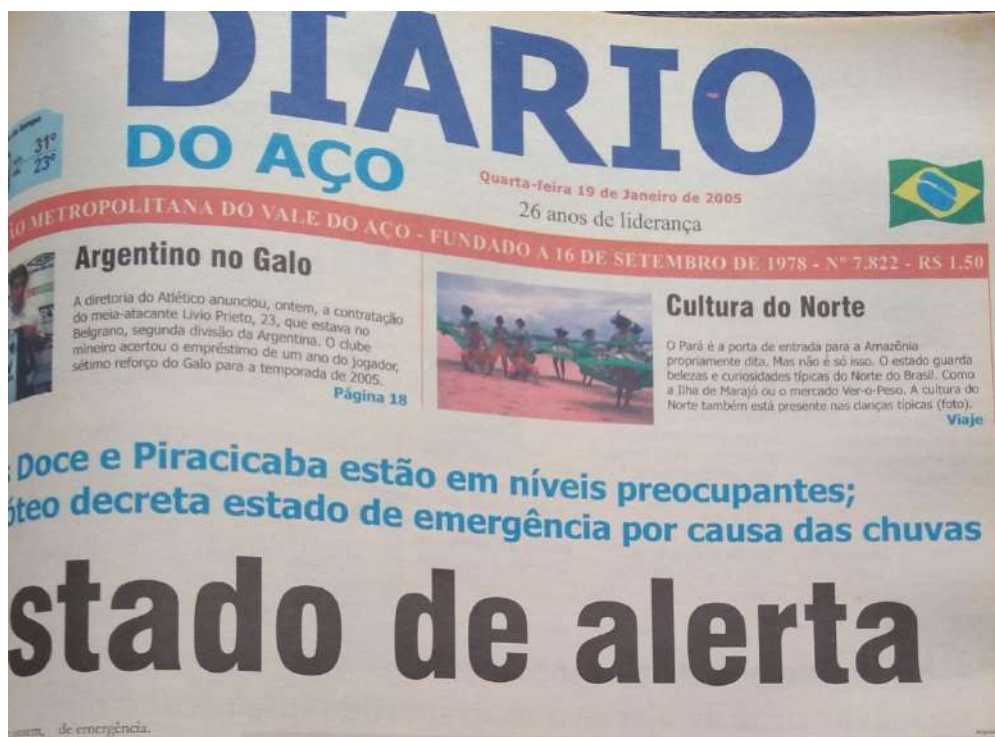 DIÁRIO
DO AÇO
31°
23°
Quarta-feira 19 de Janeiro de 2005
26 anos de liderança
METROPOLITANA DO VALE DO AÇO - FUNDADO A 16 DE SETEMBRO DE 1978 - Nº 7.822 - R$ 1,50
Argentino no Galo
A diretoria do Atlético anunciou, ontem, a contratação
do meia-atacante Livio Prieto, 23, que estava no
Belgrano, segunda divisão da Argentina. O clube
mineiro acertou o empréstimo de um ano do jogador,
sétimo reforço do Galo para a temporada de 2005.
Página 18
Cultura do Norte
O Pará é a porta de entrada para a Amazônia
propriamente dita. Mas não é só isso. O estado guarda
belezas e curiosidades típicas do Norte do Brasil. Como
a Ilha de Marajó ou o mercado Ver-o-Peso. A cultura do
Norte também está presente nas danças típicas (foto).
Viaje
Doce e Piracicaba estão em níveis preocupantes;
óteo decreta estado de emergência por causa das chuvas
stado de alerta
de emergência.